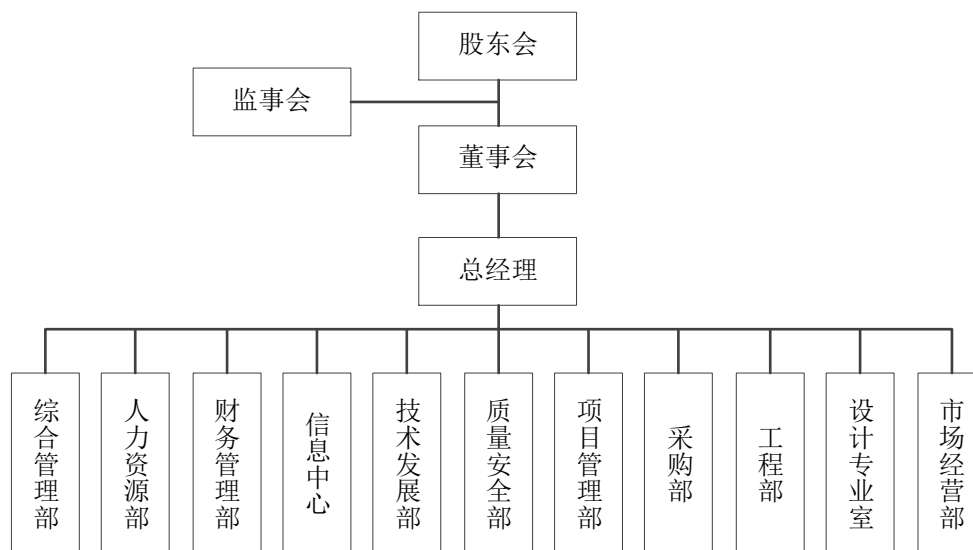 股东会
监事会
董事会
总经理
综合管理部
人力资源部
财务管理部
信息中心
技术发展部
质量安全部
项目管理部
采购部
工程部
设计专业室
市场经营部